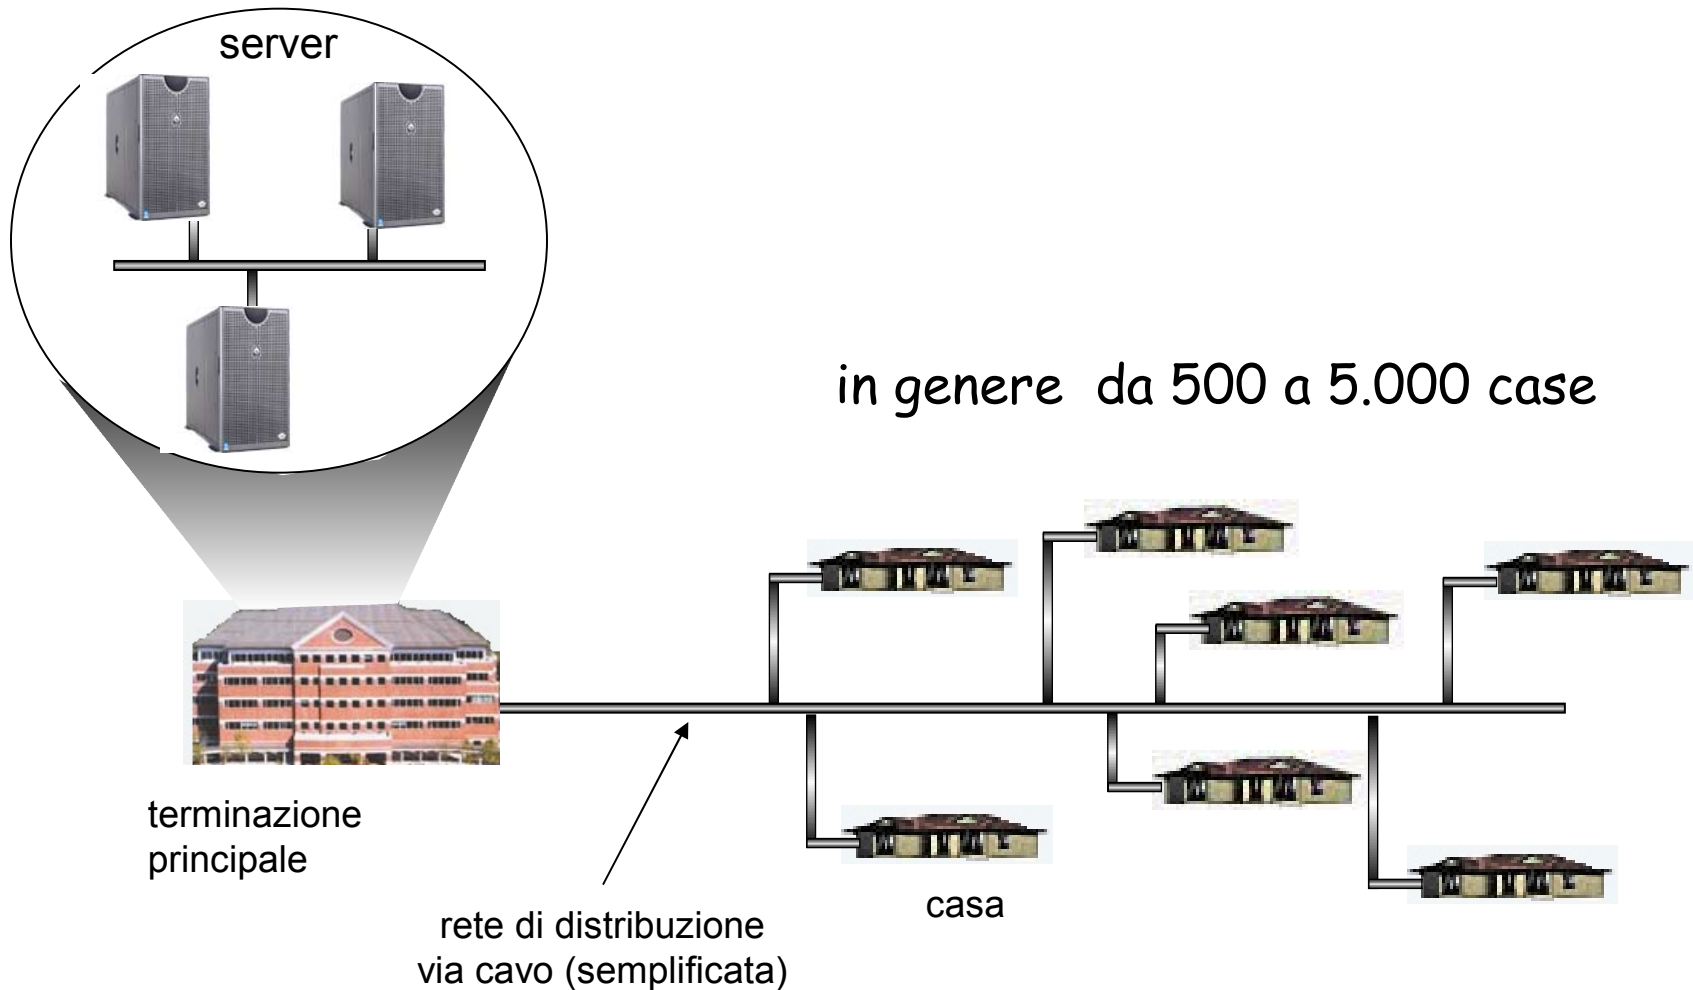 server
in genere da 500 a 5.000 case
terminazione
principale
casa
rete di distribuzione
via cavo (semplificata)